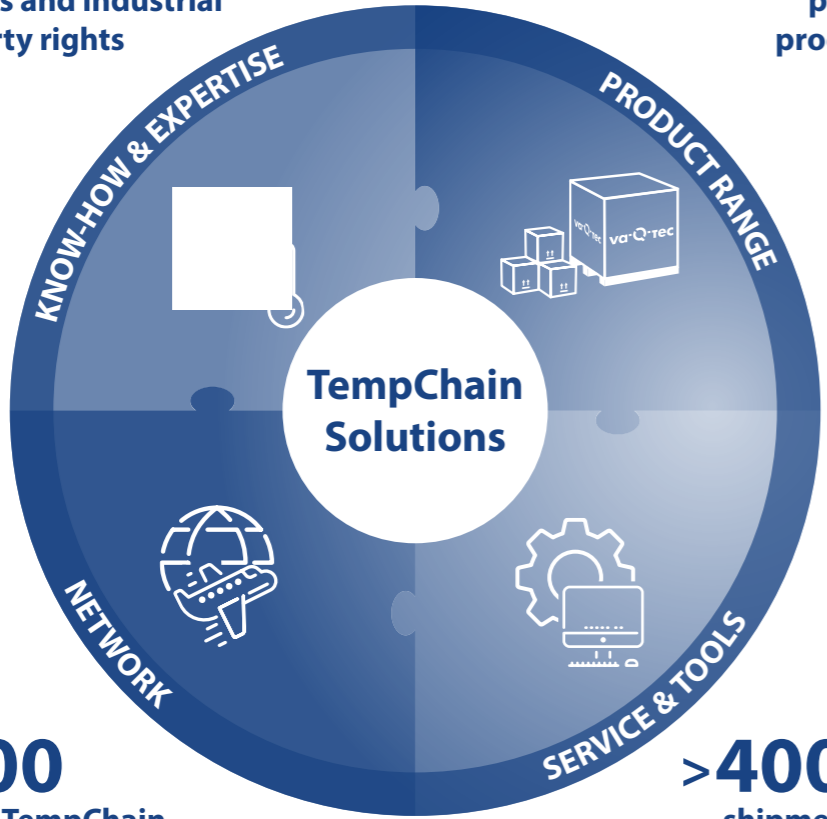 s and industrial
rty rights
KNOW-HOW & EXPERTISE
PRODUCT RANGE
va-Q-tec
va-Q-tec
TempChain
Solutions
NETWORK
SERVICE & TOOLS
00
TempChain
>400